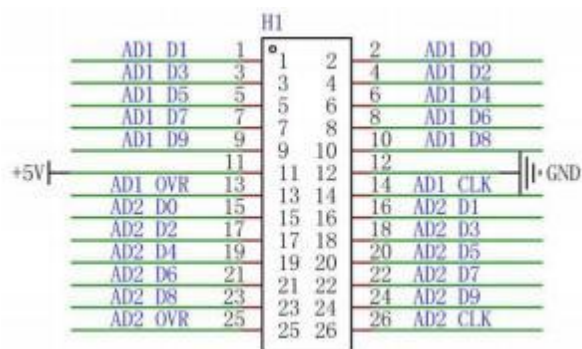 H1
AD1 D1 1 1 2 2 AD1 D0
AD1 D3 3 3 4 4 AD1 D2
AD1 D5 5 5 6 6 AD1 D4
AD1 D7 7 7 8 8 AD1 D6
AD1 D9 9 9 10 10 AD1 D8
+5V 11 11 12 12 GND
AD1 OVR 13 13 14 14 AD1 CLK
AD2 D0 15 15 16 16 AD2 D1
AD2 D2 17 17 18 18 AD2 D3
AD2 D4 19 19 20 20 AD2 D5
AD2 D6 21 21 22 22 AD2 D7
AD2 D8 23 23 24 24 AD2 D9
AD2 OVR 25 25 26 26 AD2 CLK